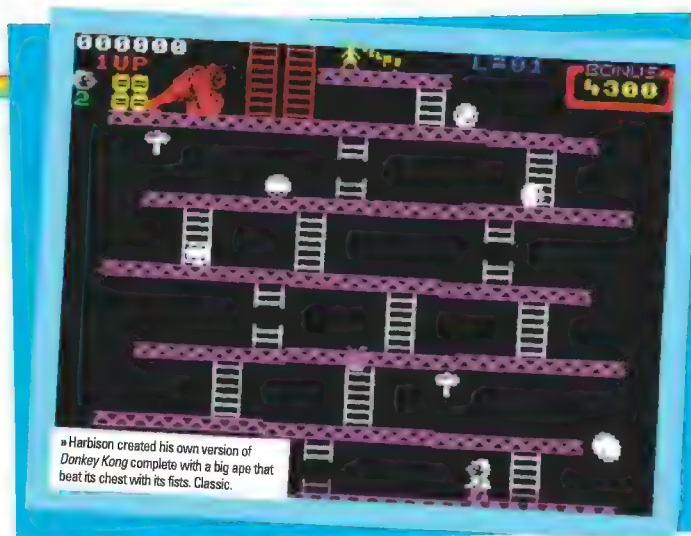 000000
1UP
L=01
BONUS
4300
2
» Harbison created his own version of
Donkey Kong complete with a big ape that
beat its chest with its fists. Classic.